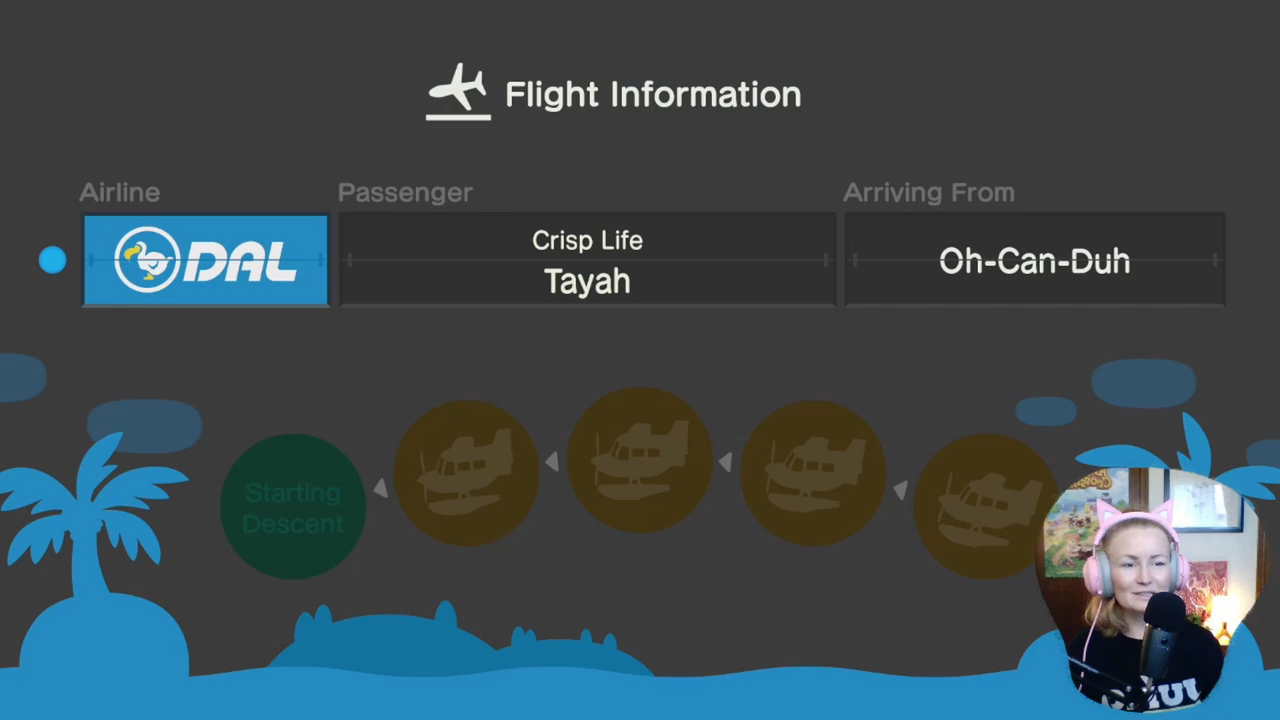 Flight Information
Airline
Passenger
Arriving From
DAL
Crisp Life
Tayah
Oh-Can-Duh
Starting
Descent